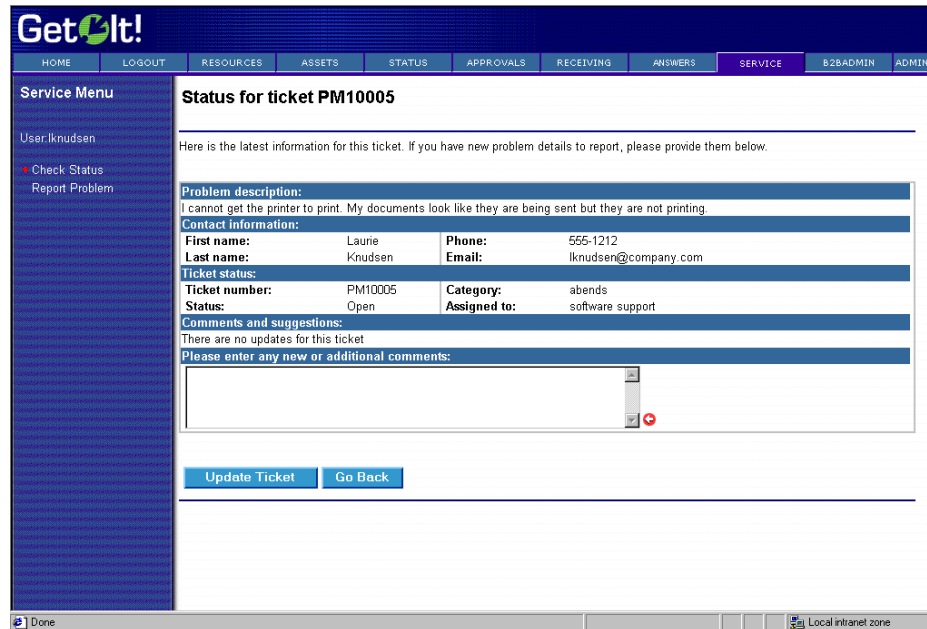 Get It!
HOME LOGOUT RESOURCES ASSETS STATUS APPROVALS RECEIVING ANSWERS SERVICE B2BADMIN ADMIN
Service Menu
User:lknudsen
Check Status
Report Problem
Status for ticket PM10005
Here is the latest information for this ticket. If you have new problem details to report, please provide them below.
Problem description:
I cannot get the printer to print. My documents look like they are being sent but they are not printing.
Contact information:
First name: Laurie Phone: 555-1212
Last name: Knudsen Email: lknudsen@company.com
Ticket status:
Ticket number: PM10005 Category: abends
Status: Open Assigned to: software support
Comments and suggestions:
There are no updates for this ticket
Please enter any new or additional comments:
Update Ticket Go Back
Done Local intranet zone